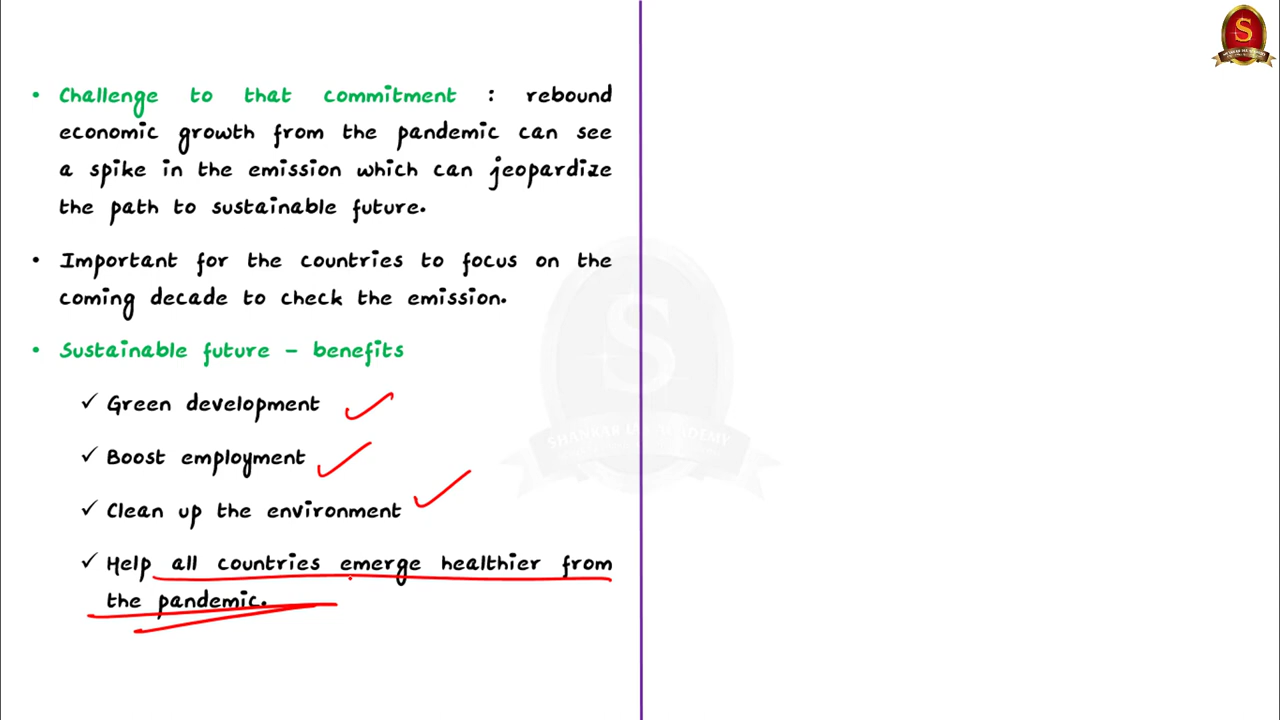 • Challenge to that commitment : rebound
economic growth from the pandemic can see
a spike in the emission which can jeopardize
the path to sustainable future.
• Important for the countries to focus on the
coming decade to check the emission.
• Sustainable future – benefits
✓ Green development
✓ Boost employment
✓ Clean up the environment
✓ Help all countries emerge healthier from
the pandemic.
S